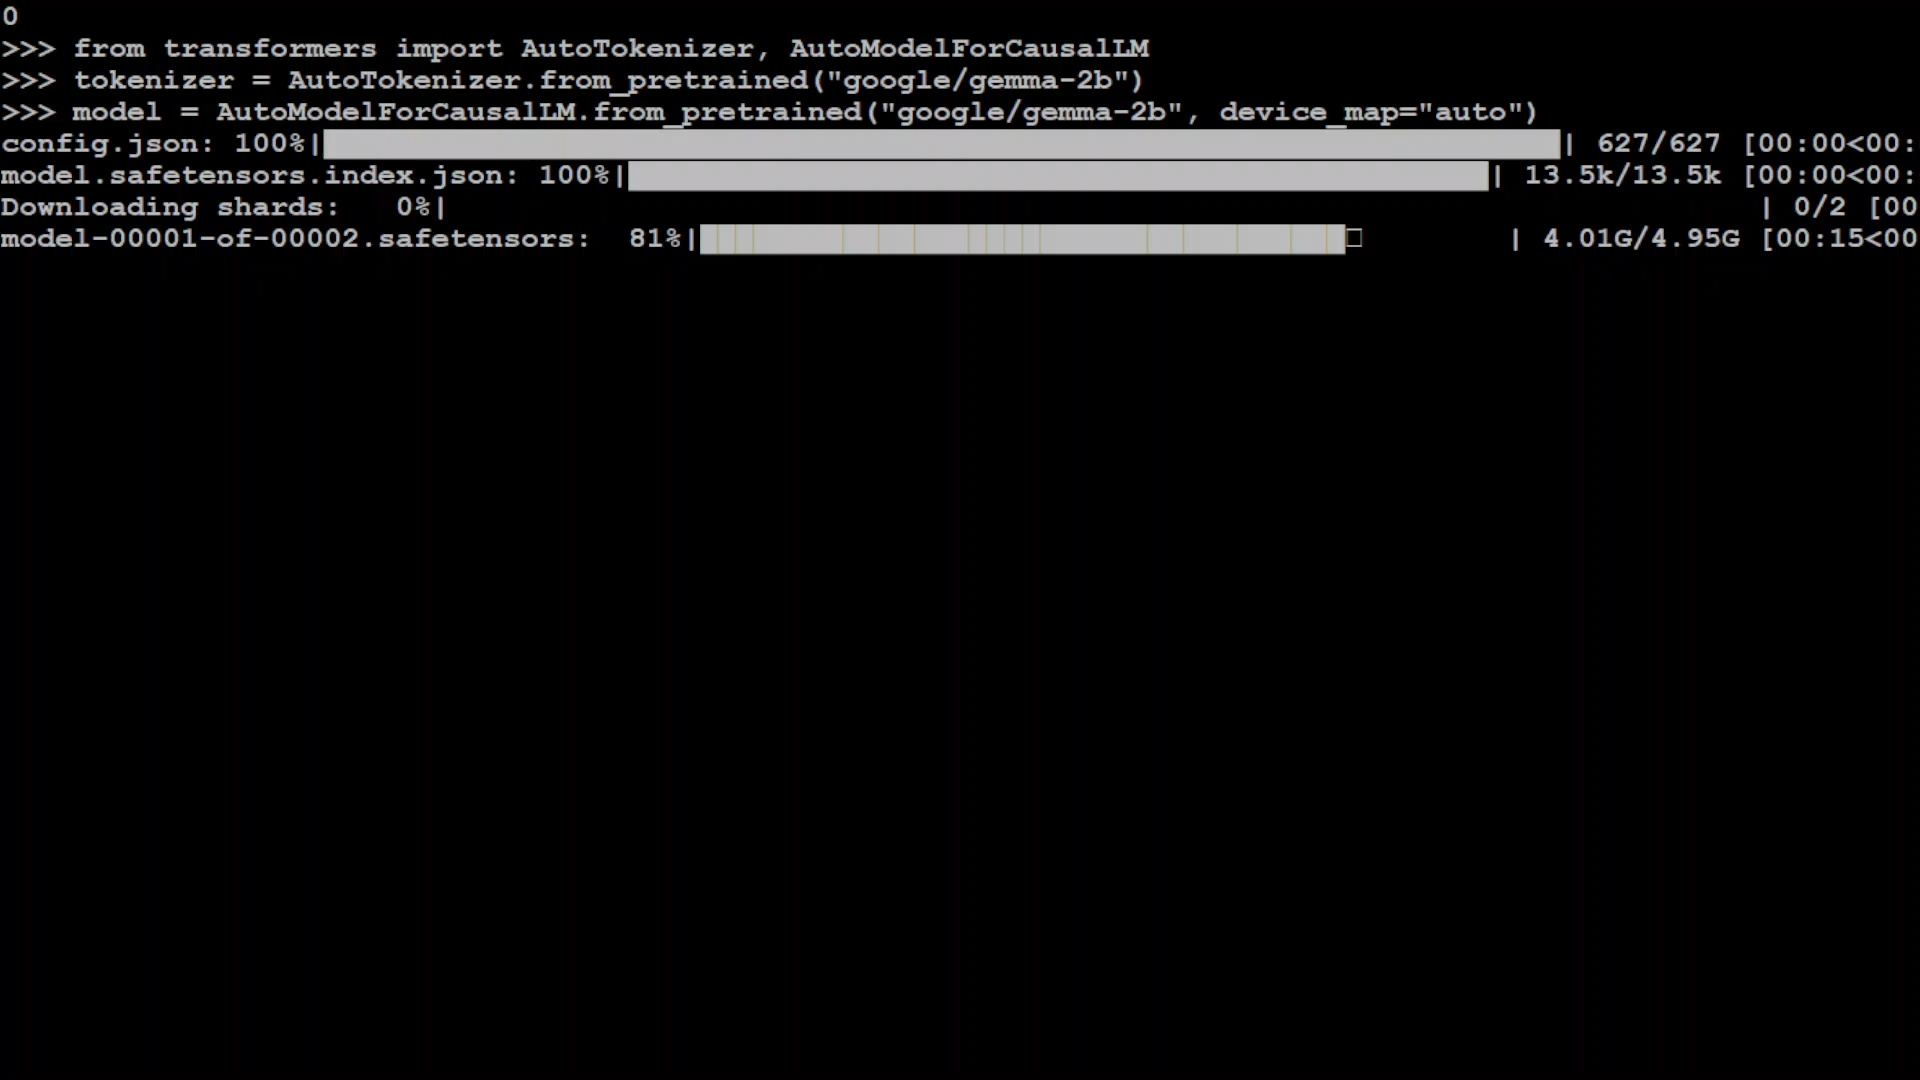 0
>>> from transformers import AutoTokenizer, AutoModelForCausalLM
>>> tokenizer = AutoTokenizer.from_pretrained("google/gemma-2b")
>>> model = AutoModelForCausalLM.from_pretrained("google/gemma-2b", device_map="auto")
config.json: 100%| | 627/627 [00:00<00:
model.safetensors.index.json: 100%| | 13.5k/13.5k [00:00<00:
Downloading shards:   0%| | 0/2 [00
model-00001-of-00002.safetensors:  81%| | 4.01G/4.95G [00:15<00